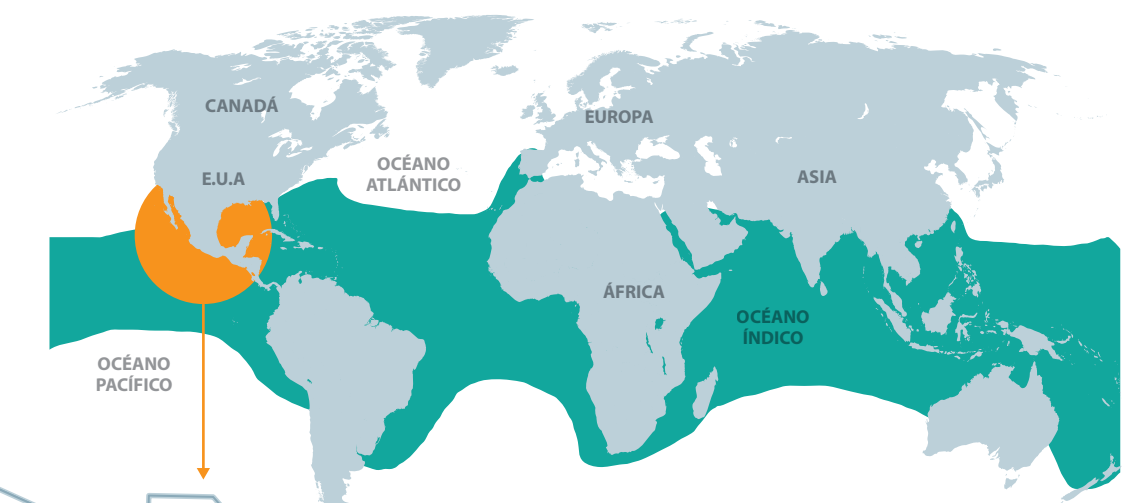 CANADÁ
EUROPA
OCÉANO
ATLÁNTICO
E.U.A
ASIA
ÁFRICA
OCÉANO
ÍNDICO
OCÉANO
PACÍFICO